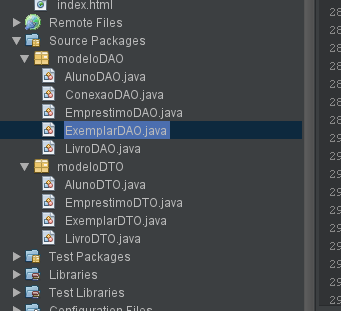 index.html
Remote Files
Source Packages
modeloDAO
AlunoDAO.java
ConexaoDAO.java
EmprestimoDAO.java
ExemplarDAO.java
LivroDAO.java
modeloDTO
AlunoDTO.java
EmprestimoDTO.java
ExemplarDTO.java
LivroDTO.java
Test Packages
Libraries
Test Libraries
Configuration Files